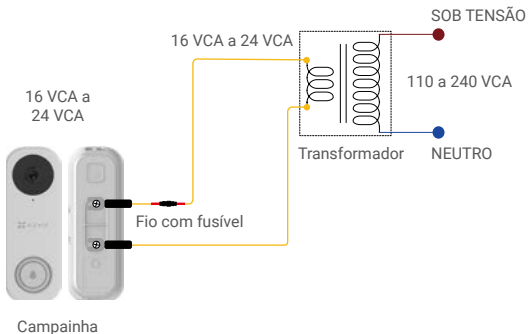 SOB TENSÃO
16 VCA a 24 VCA
110 a 240 VCA
16 VCA a
24 VCA
Transformador
NEUTRO
Fio com fusível
EZVIZ
Campainha